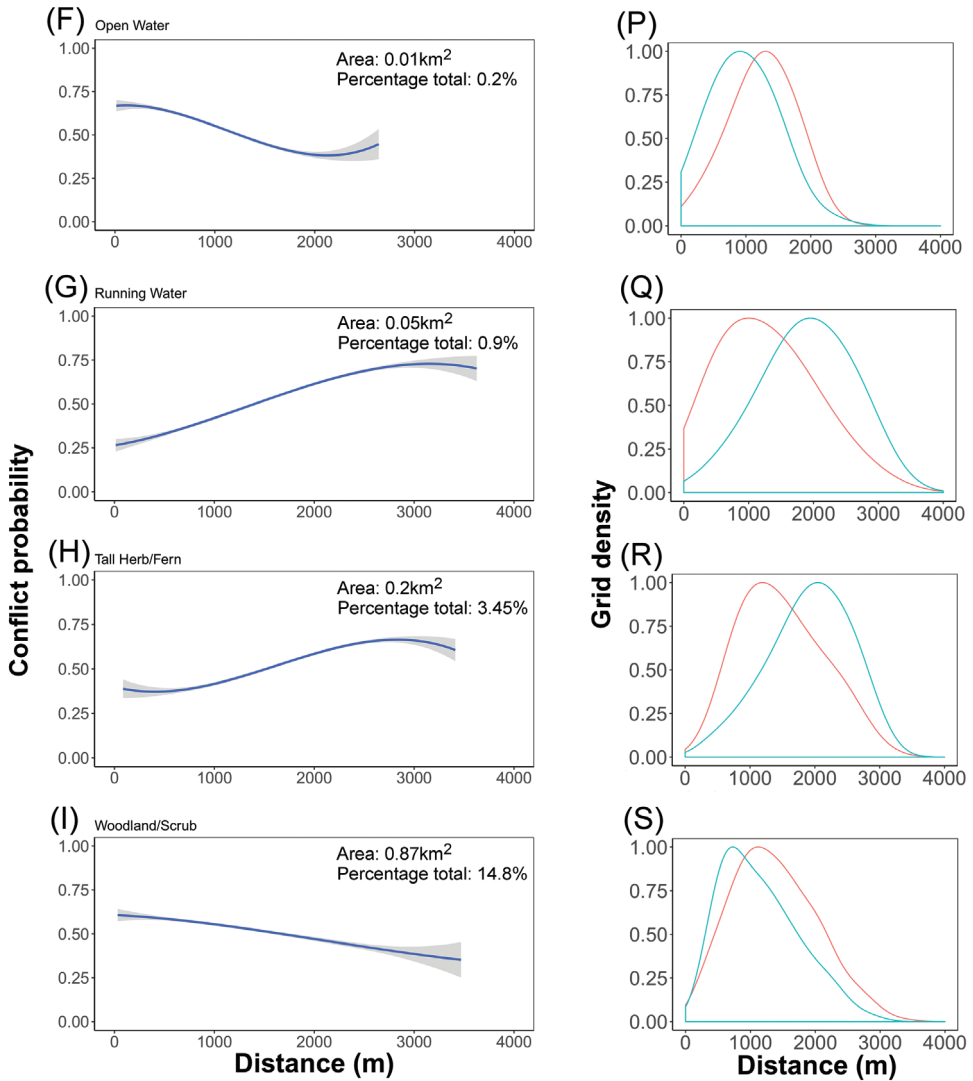 (F) Open Water
1.00
0.75
0.50
0.25
0.00
Area: 0.01km²
Percentage total: 0.2%
0 1000 2000 3000 4000
(P)
1.00
0.75
0.50
0.25
0.00
0 1000 2000 3000 4000
(G) Running Water
1.00
0.75
0.50
0.25
0.00
Area: 0.05km²
Percentage total: 0.9%
0 1000 2000 3000 4000
(Q)
1.00
0.75
0.50
0.25
0.00
0 1000 2000 3000 4000
Conflict probability
Grid density
(H) Tall Herb/Fern
1.00
0.75
0.50
0.25
0.00
Area: 0.2km²
Percentage total: 3.45%
0 1000 2000 3000 4000
(R)
1.00
0.75
0.50
0.25
0.00
0 1000 2000 3000 4000
(I) Woodland/Scrub
1.00
0.75
0.50
0.25
0.00
Area: 0.87km²
Percentage total: 14.8%
0 1000 2000 3000 4000
Distance (m)
(S)
1.00
0.75
0.50
0.25
0.00
0 1000 2000 3000 4000
Distance (m)